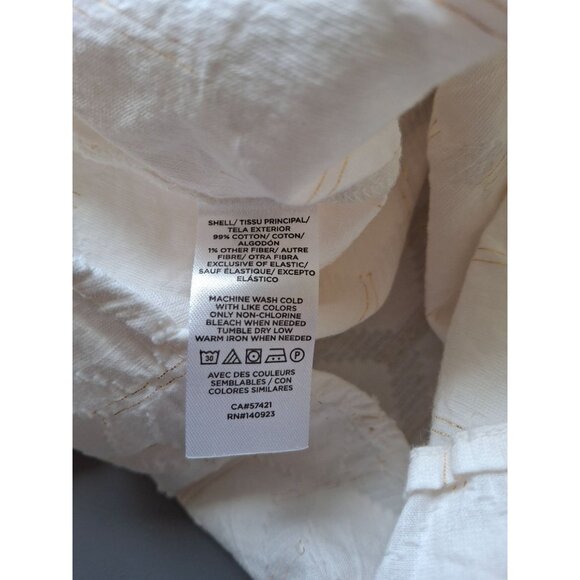 SHELL/ TISSU PRINCIPAL/
TELA EXTERIOR
99% COTTON/ COTON/
ALGODÓN
1% OTHER FIBER/ AUTRE
FIBRE/ OTRA FIBRA
EXCLUSIVE OF ELASTIC/
SAUF ÉLASTIQUE/ EXCEPTO
ELÁSTICO
MACHINE WASH COLD
WITH LIKE COLORS
ONLY NON-CHLORINE
BLEACH WHEN NEEDED
TUMBLE DRY LOW
WARM IRON WHEN NEEDED
30 P
AVEC DES COULEURS
SEMBLABLES / CON
COLORES SIMILARES
CA#57421
RN#140923